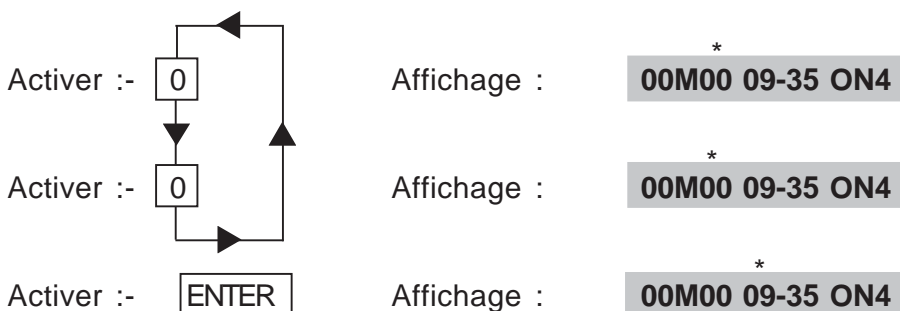 *
Activer :- 0 Affichage : 00M00 09-35 ON4
*
Activer :- 0 Affichage : 00M00 09-35 ON4
*
Activer :- ENTER Affichage : 00M00 09-35 ON4